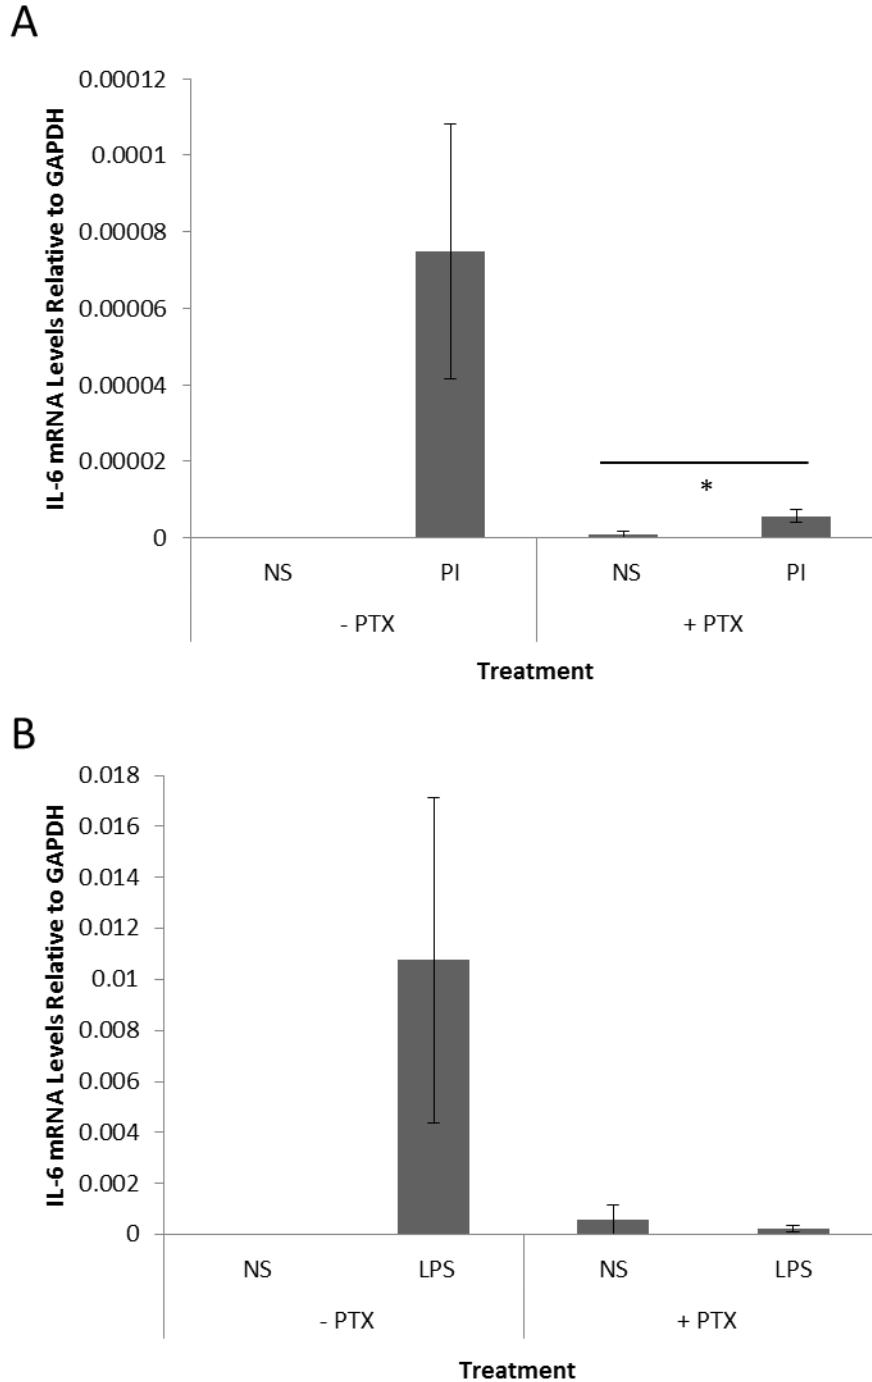 A
IL-6 mRNA Levels Relative to GAPDH
0.00012
0.0001
0.00008
0.00006
0.00004
0.00002
0
*
NS PI NS PI
- PTX + PTX
Treatment
B
IL-6 mRNA Levels Relative to GAPDH
0.018
0.016
0.014
0.012
0.01
0.008
0.006
0.004
0.002
0
NS LPS NS LPS
- PTX + PTX
Treatment